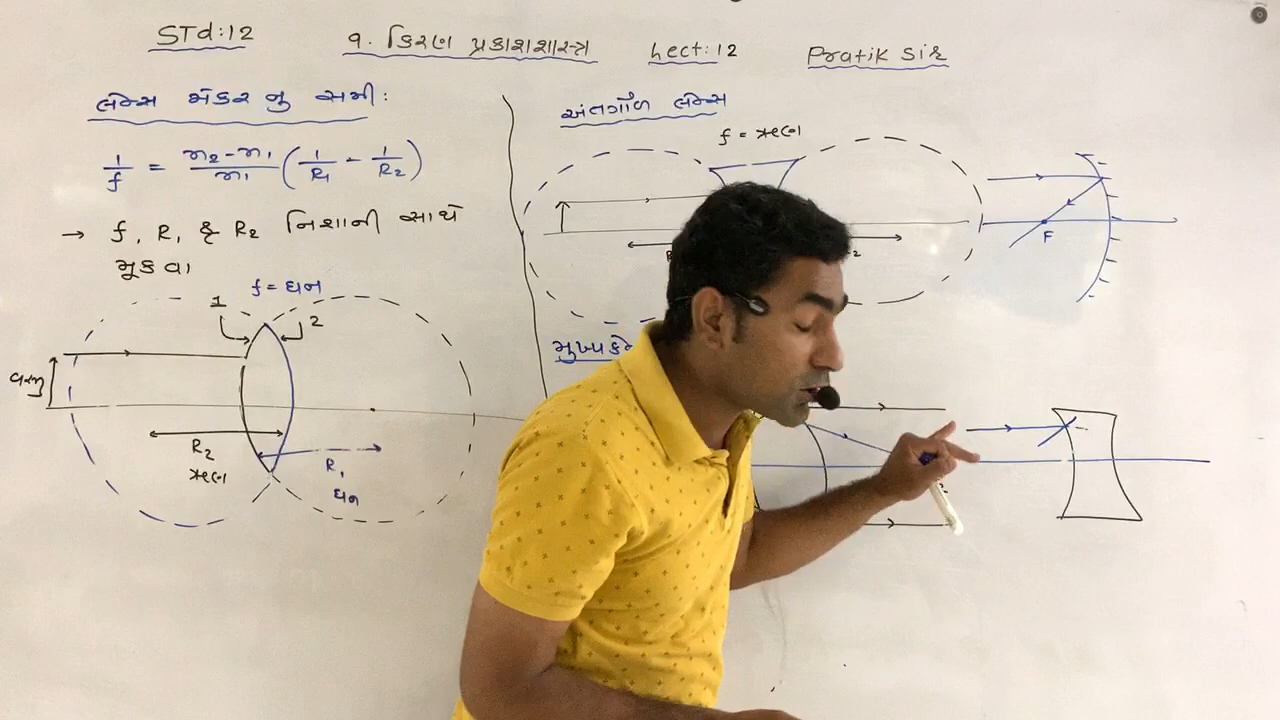 STD:12
૧. કિરણ પ્રકાશશાસ્ત્ર
Lect:12
Pratik Sir
લેન્સ મેકર નુ સમી:
1/f = n2-n1/n1 (1/R1 - 1/R2)
→ f, R1 & R2 નિશાની સાથે
મૂકવા
f = ધન
1
2
વસ્તુ
R2
ઋણ
R1
ધન
અંતર્ગોળ લેન્સ
f = ઋણ
2
F